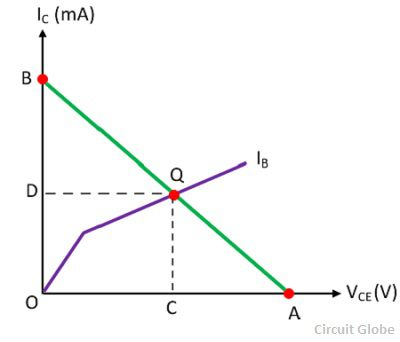 I_C (mA)
B
I_B
Q
D
O
C
A
V_CE (V)
Circuit Globe